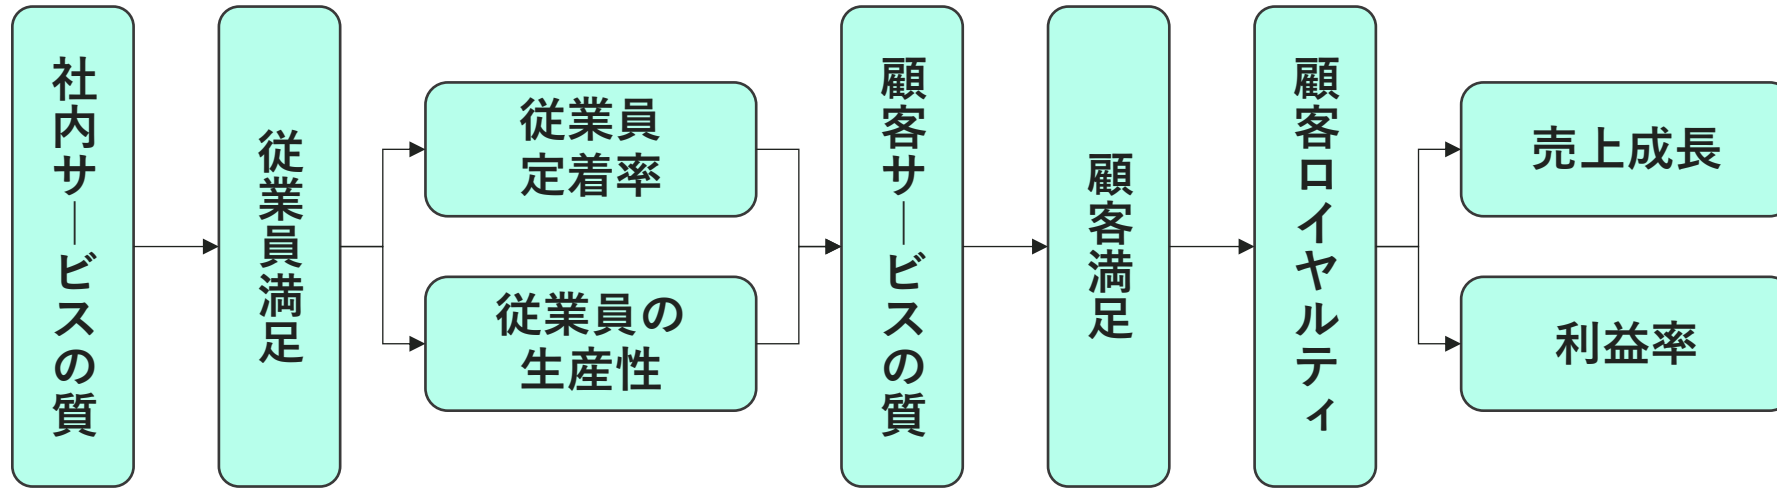 社内サービスの質
従業員満足
従業員
定着率
従業員の
生産性
顧客サービスの質
顧客満足
顧客ロイヤルティ
売上成長
利益率